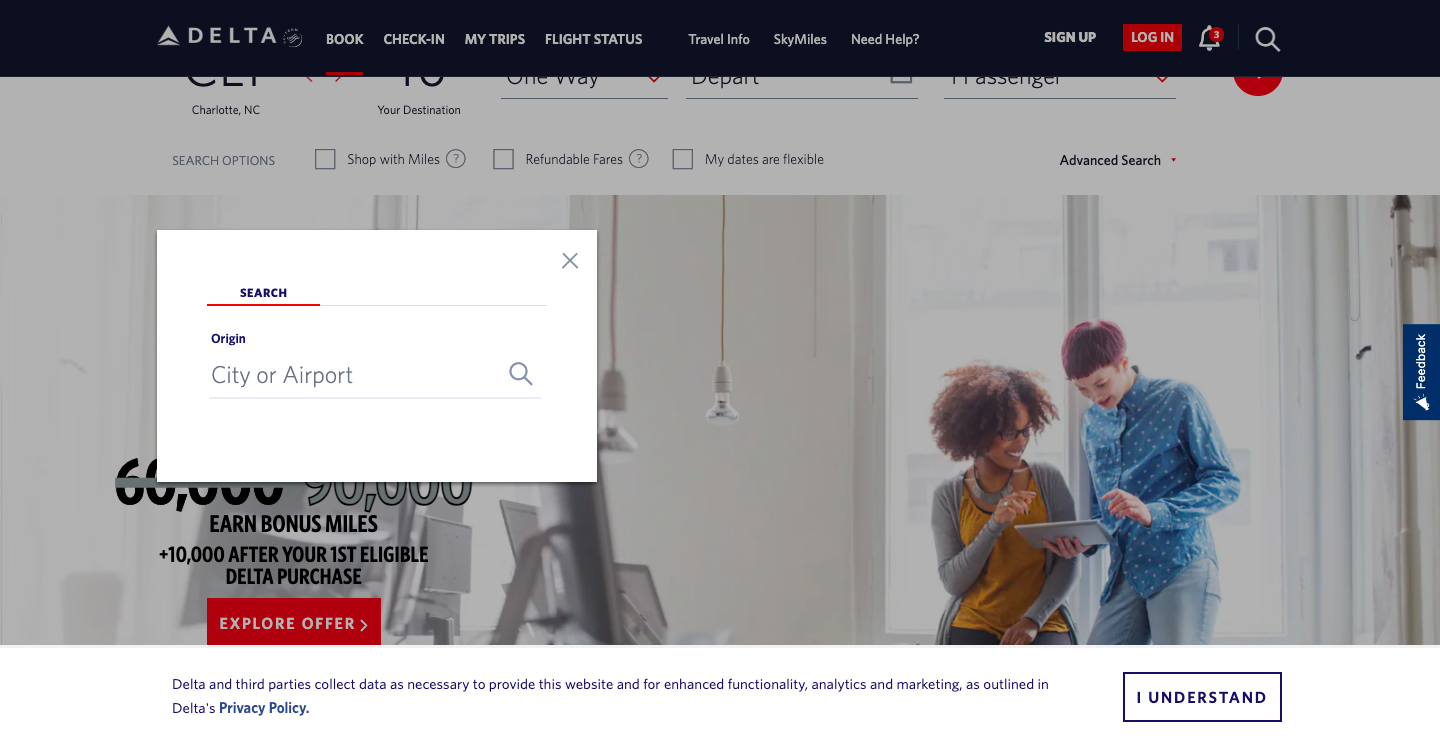 DELTA
BOOK
CHECK-IN
MY TRIPS
FLIGHT STATUS
Travel Info
SkyMiles
Need Help?
SIGN UP
LOG IN
3
One Way
Depart
1 Passenger
Charlotte, NC
Your Destination
SEARCH OPTIONS
Shop with Miles ?
Refundable Fares ?
My dates are flexible
Advanced Search
SEARCH
Origin
City or Airport
Feedback
60,000 90,000
EARN BONUS MILES
+10,000 AFTER YOUR 1ST ELIGIBLE
DELTA PURCHASE
EXPLORE OFFER
Delta and third parties collect data as necessary to provide this website and for enhanced functionality, analytics and marketing, as outlined in
Delta's Privacy Policy.
I UNDERSTAND